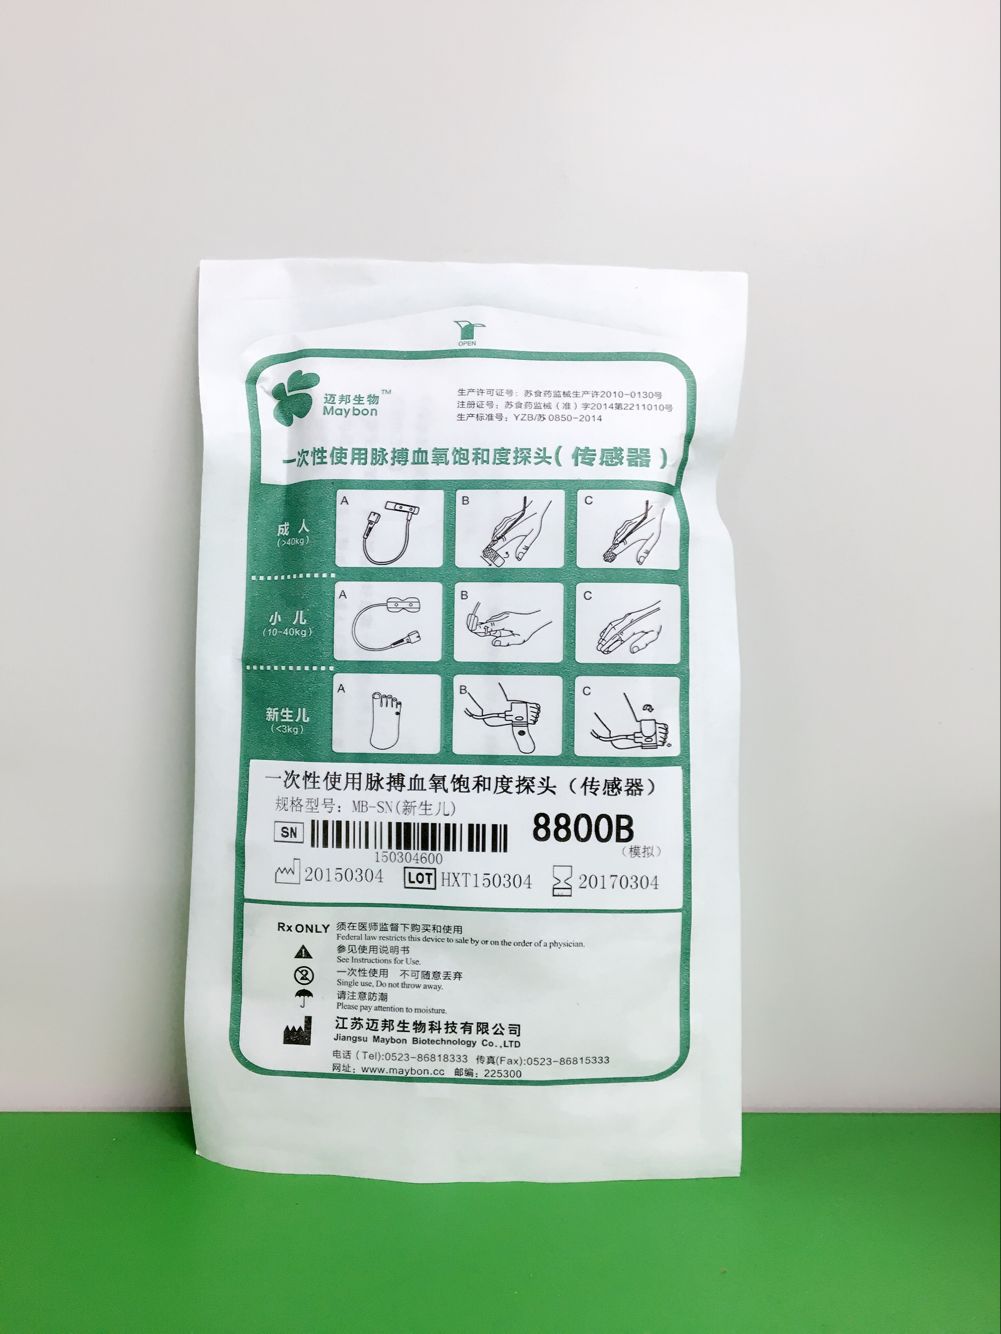 OPEN
迈邦生物™
Maybon
生产许可证号：苏食药监械生产许2010-0130号
注册证号：苏食药监械（准）字2014第2211010号
生产标准号：YZB/苏 0850-2014
一次性使用脉搏血氧饱和度探头（传感器）
成人
(>40kg)
A
B
C
小儿
(10-40kg)
A
B
C
新生儿
(<3kg)
A
B
C
一次性使用脉搏血氧饱和度探头（传感器）
规格型号：MB-SN(新生儿)
SN
150304600
8800B
（模拟）
20150304 LOT HXT150304 20170304
Rx ONLY 须在医师监督下购买和使用
Federal law restricts this device to sale by or on the order of a physician.
参见使用说明书
See Instructions for Use.
一次性使用 不可随意丢弃
Single use, Do not throw away.
请注意防潮
Please pay attention to moisture.
江苏迈邦生物科技有限公司
Jiangsu Maybon Biotechnology Co.,LTD
电话（Tel):0523-86818333 传真(Fax):0523-86815333
网址：www.maybon.cc 邮编：225300